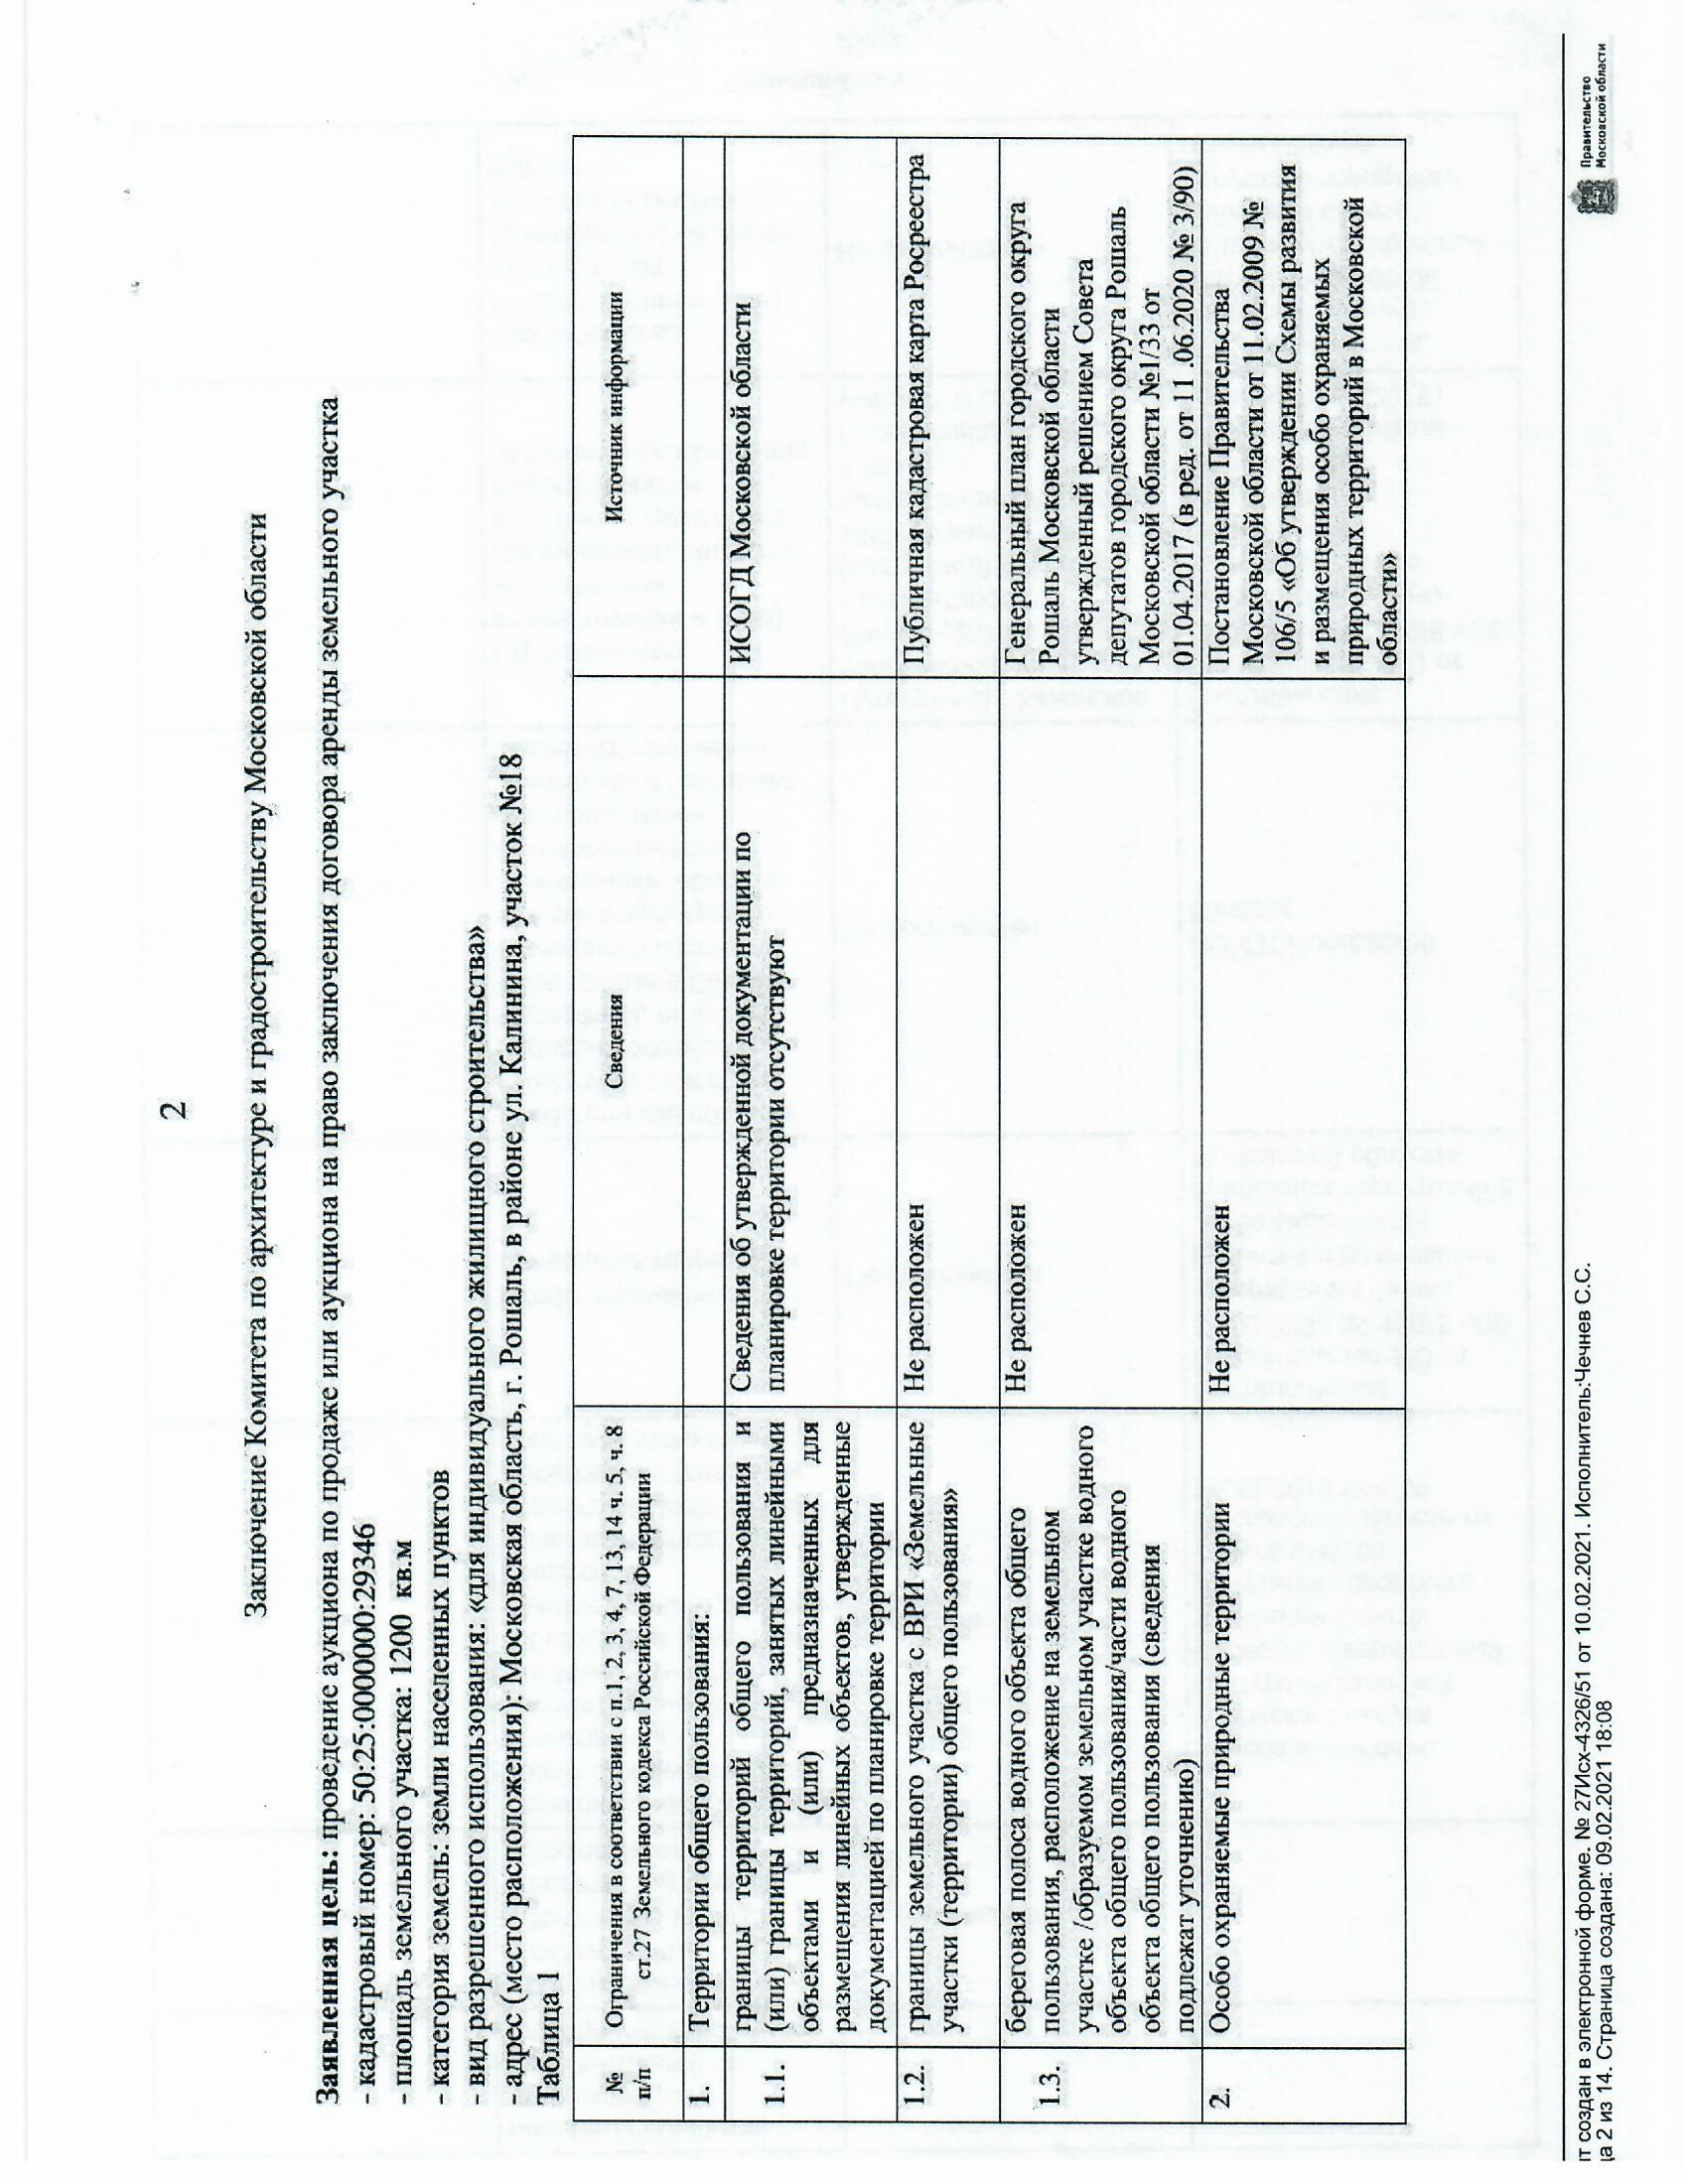 2
Заключение Комитета по архитектуре и градостроительству Московской области
Заявленная цель: проведение аукциона по продаже или аукциона на право заключения договора аренды земельного участка
- кадастровый номер: 50:25:0000000:29346
- площадь земельного участка: 1200 кв.м
- категория земель: земли населенных пунктов
- вид разрешенного использования: «для индивидуального жилищного строительства»
- адрес (место расположения): Московская область, г. Рошаль, в районе ул. Калинина, участок №18
Таблица 1
№
п/п
Ограничения в соответствии с п.1, 2, 3, 4, 7, 13, 14 ч. 5, ч. 8
ст.27 Земельного кодекса Российской Федерации
Сведения
Источник информации
1.
Территории общего пользования:
1.1.
границы территорий общего пользования и
(или) границы территорий, занятых линейными
объектами и (или) предназначенных для
размещения линейных объектов, утвержденные
документацией по планировке территории
Сведения об утвержденной документации по
планировке территории отсутствуют
ИСОГД Московской области
1.2.
границы земельного участка с ВРИ «Земельные
участки (территории) общего пользования»
Не расположен
Публичная кадастровая карта Росреестра
1.3.
береговая полоса водного объекта общего
пользования, расположение на земельном
участке /образуемом земельном участке водного
объекта общего пользования/части водного
объекта общего пользования (сведения
подлежат уточнению)
Не расположен
Генеральный план городского округа
Рошаль Московской области
утвержденный решением Совета
депутатов городского округа Рошаль
Московской области №1/33 от
01.04.2017 (в ред. от 11 .06.2020 № 3/90)
2.
Особо охраняемые природные территории
Не расположен
Постановление Правительства
Московской области от 11.02.2009 №
106/5 «Об утверждении Схемы развития
и размещения особо охраняемых
природных территорий в Московской
области»
нт создан в электронной форме. № 27Исх-4326/51 от 10.02.2021. Исполнитель:Чечнев С.С.
ца 2 из 14. Страница создана: 09.02.2021 18:08
Правительство
Московской области